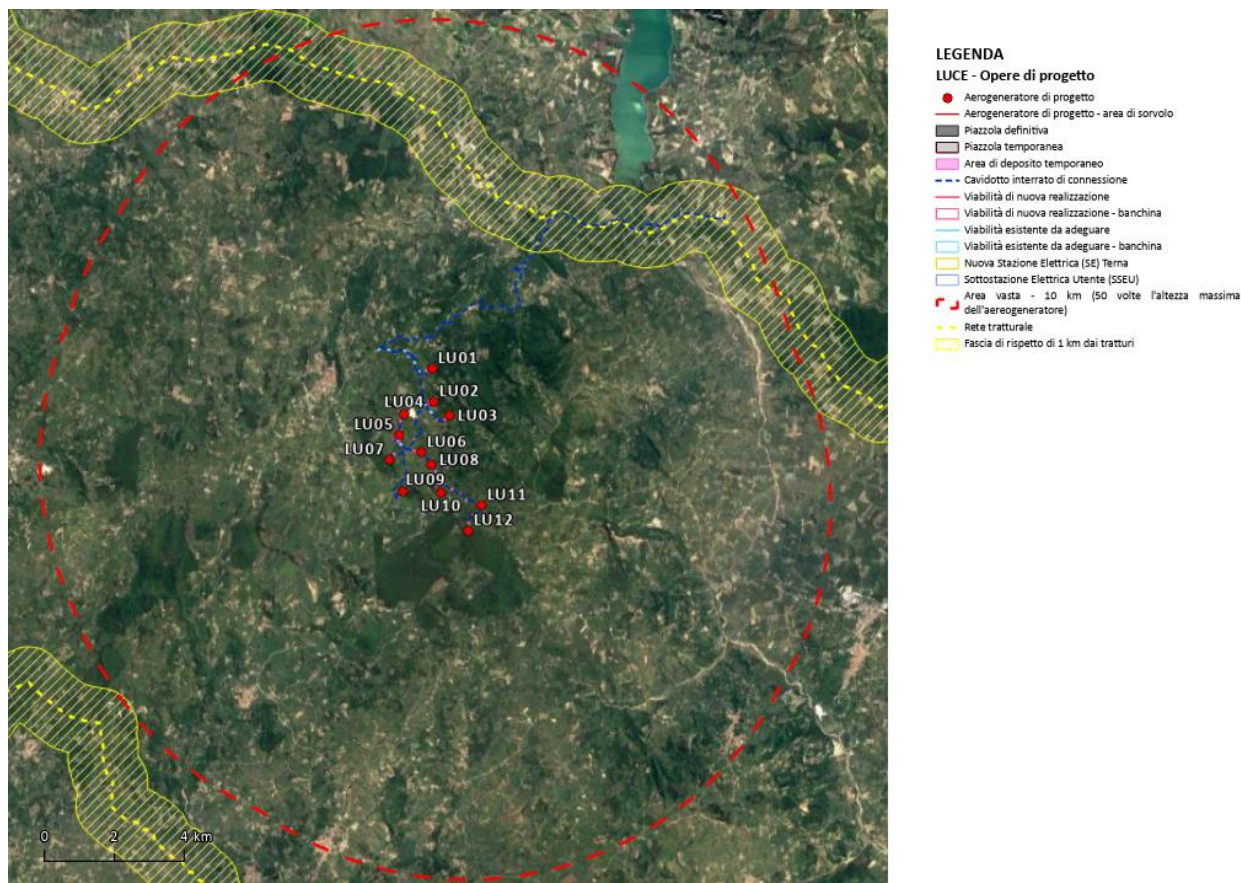 LEGENDA
LUCE - Opere di progetto
Aerogeneratore di progetto
Aerogeneratore di progetto - area di sorvolo
Piazzola definitiva
Piazzola temporanea
Area di deposito temporaneo
Cavidotto interrato di connessione
Viabilità di nuova realizzazione
Viabilità di nuova realizzazione - banchina
Viabilità esistente da adeguare
Viabilità esistente da adeguare - banchina
Nuova Stazione Elettrica (SE) Terna
Sottostazione Elettrica Utente (SSEU)
Area vasta - 10 km (50 volte l'altezza massima
dell'aereogeneratore)
Rete tratturale
Fascia di rispetto di 1 km dai tratturi
LU01
LU02
LU04
LU03
LU05
LU06
LU07
LU08
LU09
LU10
LU11
LU12
0 2 4 km